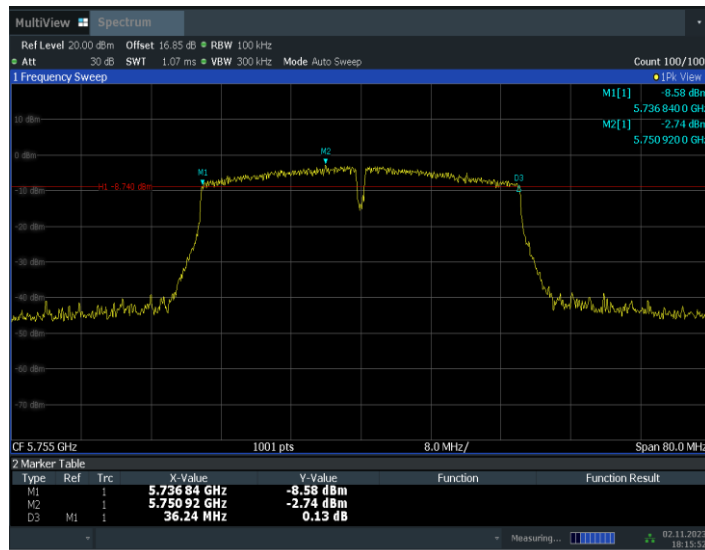 MultiView Spectrum
Ref Level 20.00 dBm Offset 16.85 dB RBW 100 kHz
Att 30 dB SWT 1.07 ms VBW 300 kHz Mode Auto Sweep Count 100/100
1 Frequency Sweep 1Pk View
M1[1] -8.58 dBm
5.736 840 0 GHz
10 dBm
M2[1] -2.74 dBm
5.750 920 0 GHz
0 dBm
M2
M1
D3
H1 -8.740 dBm
-10 dBm
-20 dBm
-30 dBm
-40 dBm
-50 dBm
-60 dBm
-70 dBm
CF 5.755 GHz 1001 pts 8.0 MHz/ Span 80.0 MHz
2 Marker Table
Type Ref Trc X-Value Y-Value Function Function Result
M1 1 5.736 84 GHz -8.58 dBm
M2 1 5.750 92 GHz -2.74 dBm
D3 M1 1 36.24 MHz 0.13 dB
Measuring... 02.11.2023
18:15:52